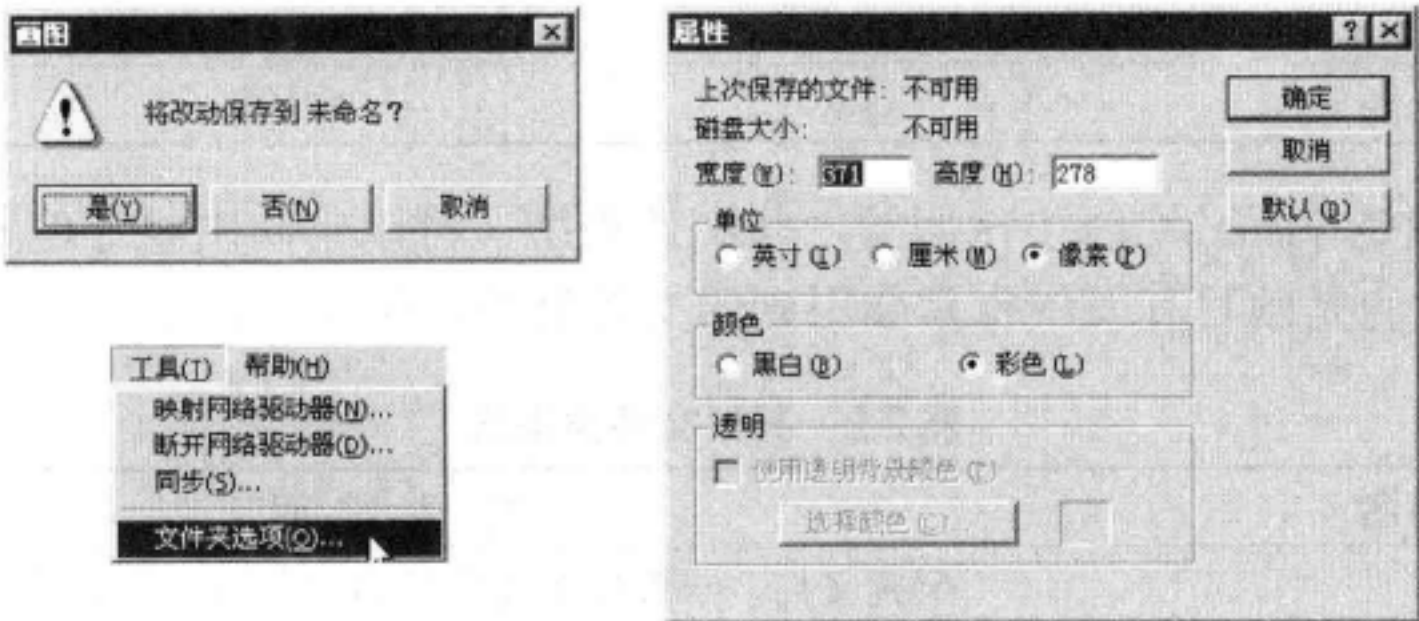 画图
将改动保存到 未命名？
是(Y) 否(N) 取消
工具(T) 帮助(H)
映射网络驱动器(N)...
断开网络驱动器(D)...
同步(S)...
文件夹选项(O)...
属性
上次保存的文件： 不可用
磁盘大小： 不可用
宽度(W)： 371 高度(H)： 278
确定
取消
默认(D)
单位
英寸(I) 厘米(M) 像素(P)
颜色
黑白(B) 彩色(L)
透明
使用透明背景颜色(T)
选择颜色(C)...